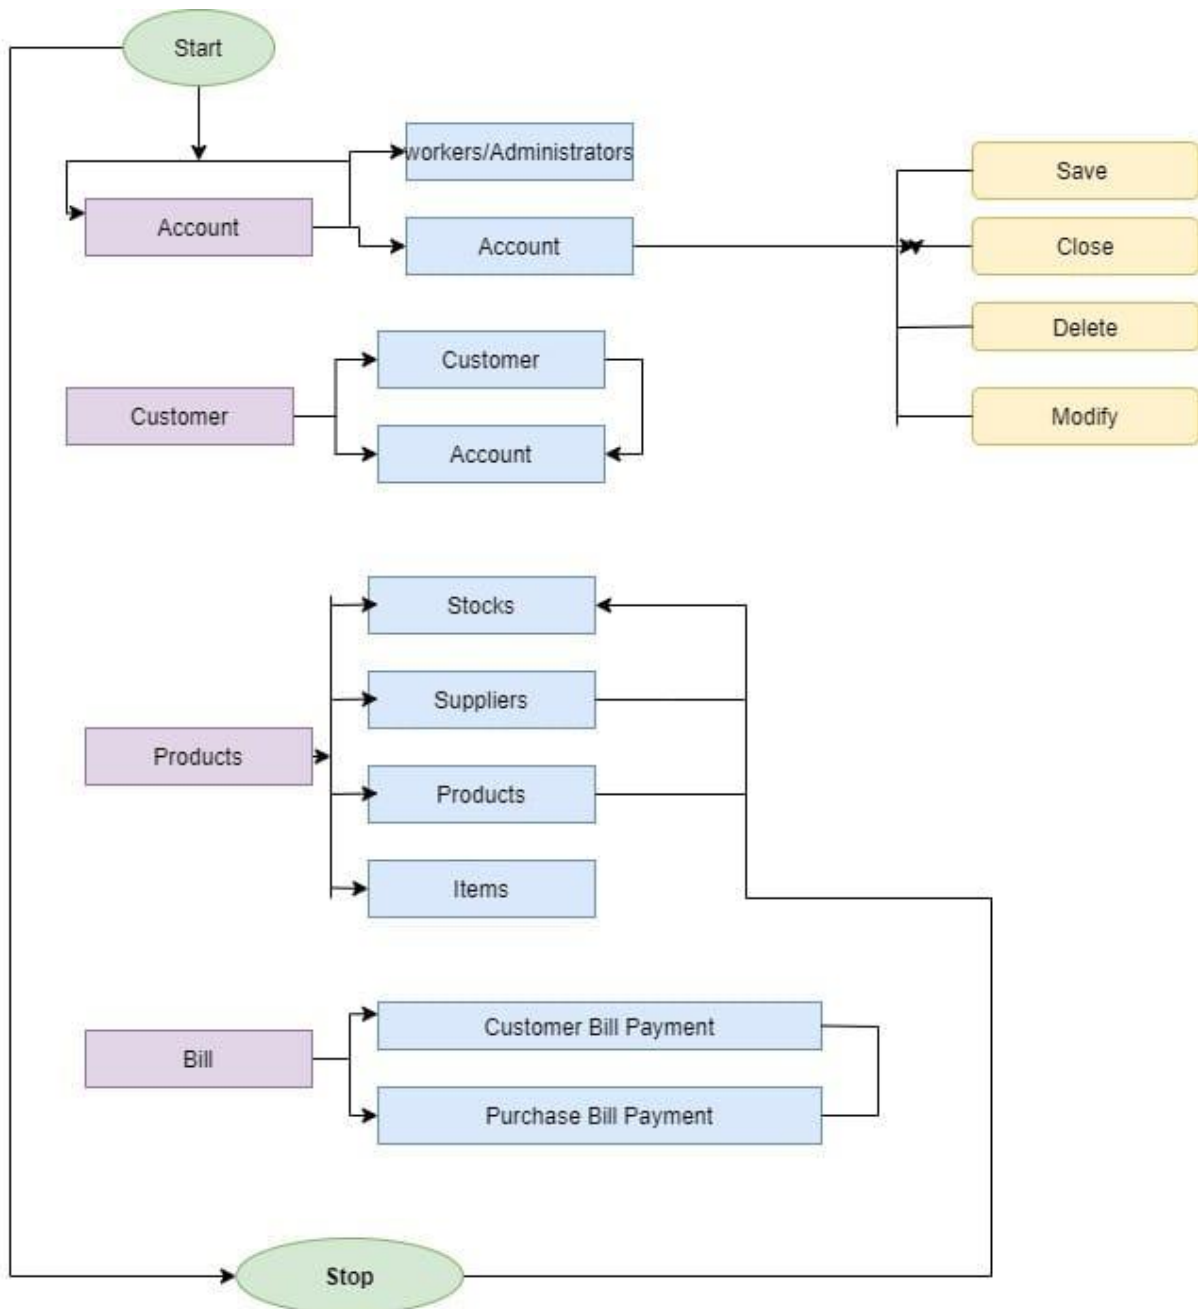 Start
workers/Administrators
Save
Account
Account
Close
Delete
Customer
Customer
Modify
Account
Stocks
Suppliers
Products
Products
Items
Customer Bill Payment
Bill
Purchase Bill Payment
Stop